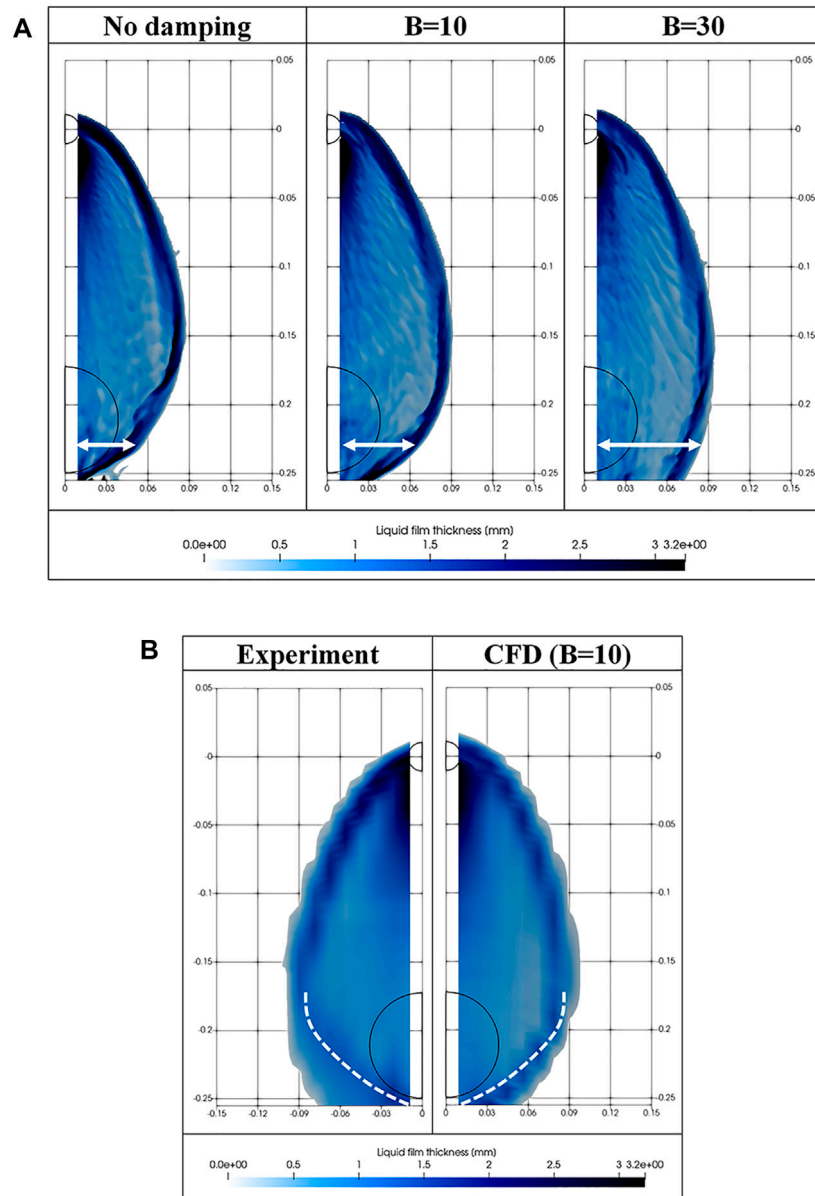 A
No damping B=10 B=30
0.05 0.05 0.05
0 0 0
-0.05 -0.05 -0.05
-0.1 -0.1 -0.1
-0.15 -0.15 -0.15
-0.2 -0.2 -0.2
-0.25 -0.25 -0.25
0 0.03 0.06 0.09 0.12 0.15 0 0.03 0.06 0.09 0.12 0.15 0 0.03 0.06 0.09 0.12 0.15
Liquid film thickness (mm)
0.0e+00 0.5 1 1.5 2 2.5 3 3.2e+00
B
Experiment CFD (B=10)
0.05 0.05
-0 0
-0.05 -0.05
-0.1 -0.1
-0.15 -0.15
-0.2 -0.2
-0.25 -0.25
-0.15 -0.12 -0.09 -0.06 -0.03 0 0 0.03 0.06 0.09 0.12 0.15
Liquid film thickness (mm)
0.0e+00 0.5 1 1.5 2 2.5 3 3.2e+00